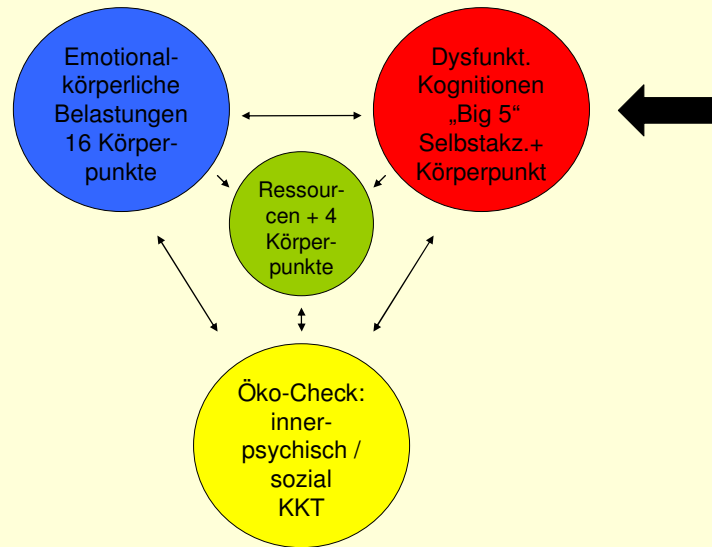 Emotional-
körperliche
Belastungen
16 Körper-
punkte
Dysfunkt.
Kognitionen
„Big 5“
Selbstakz.+
Körperpunkt
Ressour-
cen + 4
Körper-
punkte
Öko-Check:
inner-
psychisch /
sozial
KKT